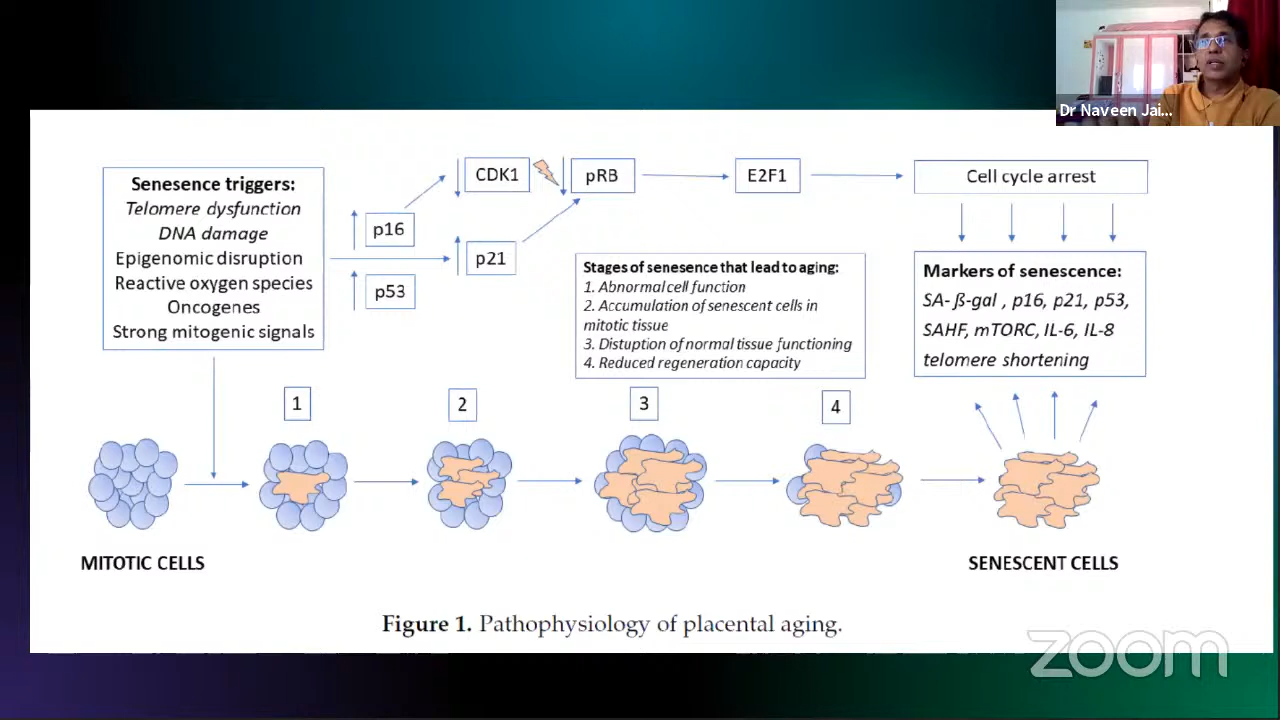 Dr Naveen Jai...
Senesence triggers:
Telomere dysfunction
DNA damage
Epigenomic disruption
Reactive oxygen species
Oncogenes
Strong mitogenic signals
p16
p53
CDK1
p21
pRB
E2F1
Cell cycle arrest
Stages of senesence that lead to aging:
1. Abnormal cell function
2. Accumulation of senescent cells in
mitotic tissue
3. Distuption of normal tissue functioning
4. Reduced regeneration capacity
Markers of senescence:
SA- ß-gal , p16, p21, p53,
SAHF, mTORC, IL-6, IL-8
telomere shortening
1
2
3
4
MITOTIC CELLS
SENESCENT CELLS
Figure 1. Pathophysiology of placental aging.
zoom